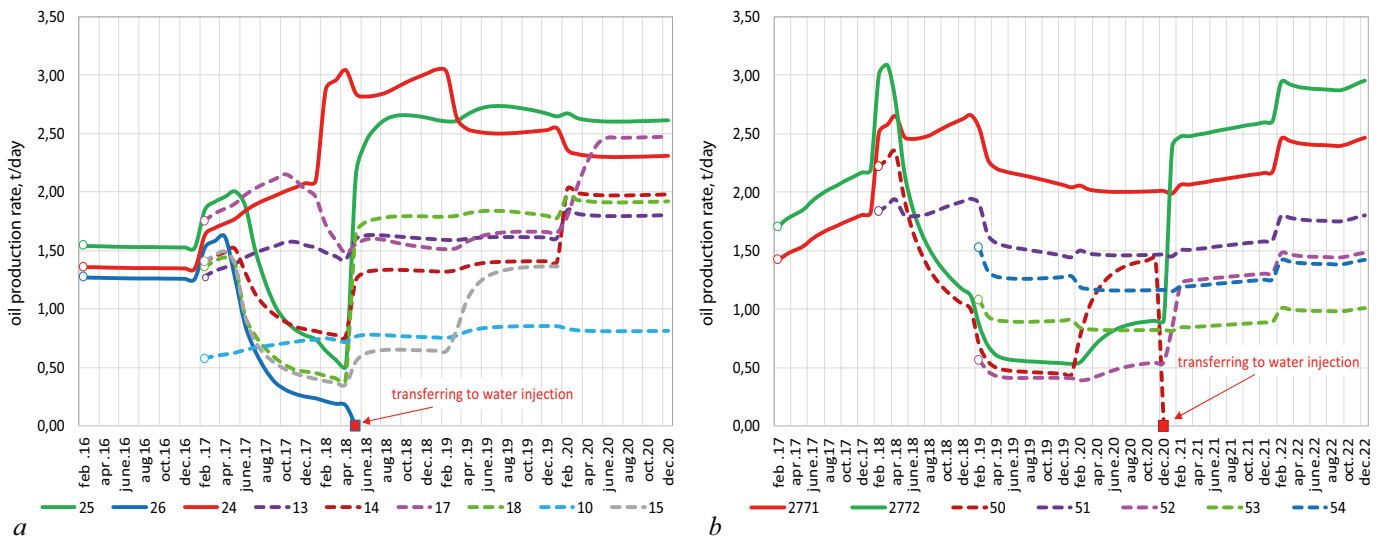 oil production rate, t/day
3,50
3,00
2,50
2,00
1,50
1,00
0,50
0,00
transferring to water injection
feb .16
apr.16
june.16
aug16
oct.16
dec.16
feb.17
apr.17
june.17
aug17
oct.17
dec.17
feb.18
apr.18
june.18
aug18
oct.18
dec.18
feb.19
apr.19
june.19
aug19
oct.19
dec.19
feb.20
apr.20
june.20
aug20
oct.20
dec.20
25 26 24 13 14 17 18 10 15
a
oil production rate, t/day
3,50
3,00
2,50
2,00
1,50
1,00
0,50
0,00
transferring to water injection
feb .17
apr.17
june.17
oct.17
dec.17
feb.18
apr.18
june.18
aug18
oct.18
dec.18
feb.19
apr.19
june.19
aug19
oct.19
dec.19
feb.20
apr.20
june.20
aug20
oct.20
dec.20
feb.21
apr.21
june.21
aug21
oct.21
dec.21
feb.22
apr.22
june.22
aug22
oct.22
dec.22
2771 2772 50 51 52 53 54
b